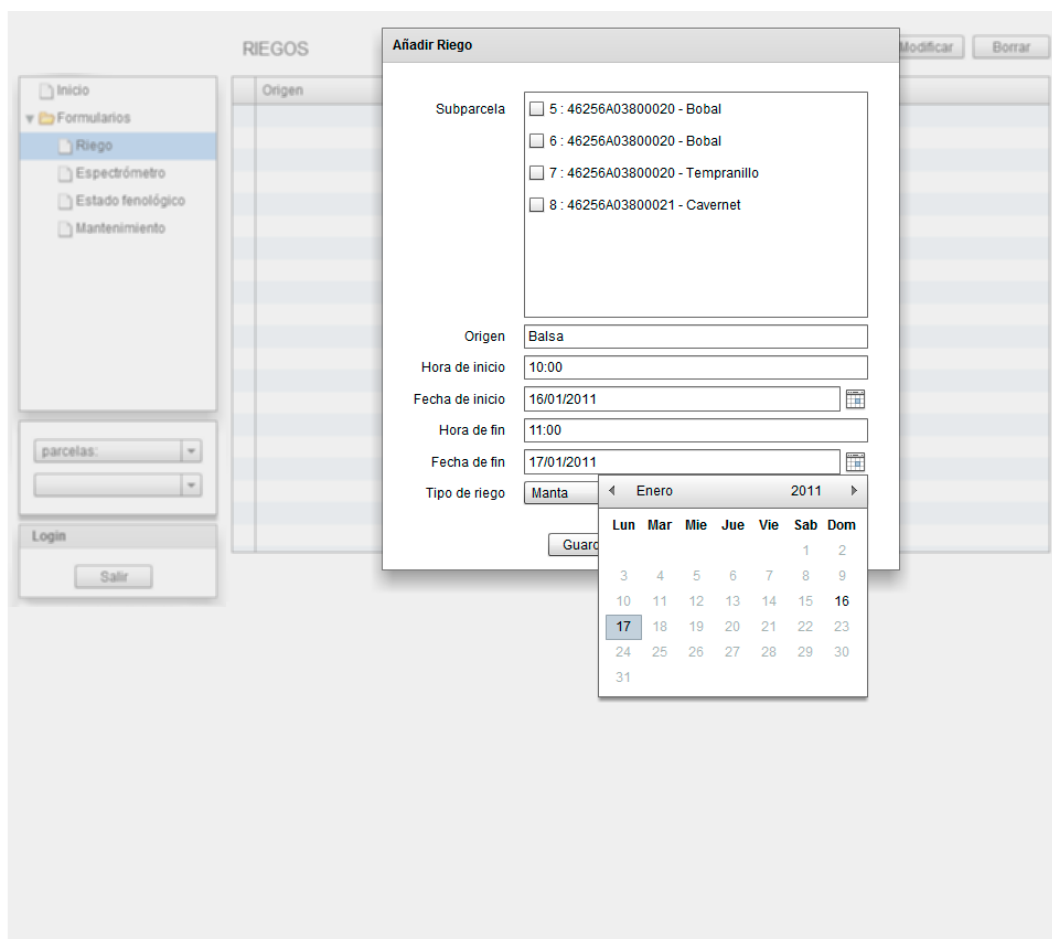 RIEGOS
Modificar
Borrar
Inicio
Formularios
Riego
Espectrómetro
Estado fenológico
Mantenimiento
parcelas:
Login
Salir
Origen
Añadir Riego
Subparcela
5 : 46256A03800020 - Bobal
6 : 46256A03800020 - Bobal
7 : 46256A03800020 - Tempranillo
8 : 46256A03800021 - Cavernet
Origen Balsa
Hora de inicio 10:00
Fecha de inicio 16/01/2011
Hora de fin 11:00
Fecha de fin 17/01/2011
Tipo de riego Manta
Guard
Enero 2011
Lun Mar Mie Jue Vie Sab Dom
1 2
3 4 5 6 7 8 9
10 11 12 13 14 15 16
17 18 19 20 21 22 23
24 25 26 27 28 29 30
31